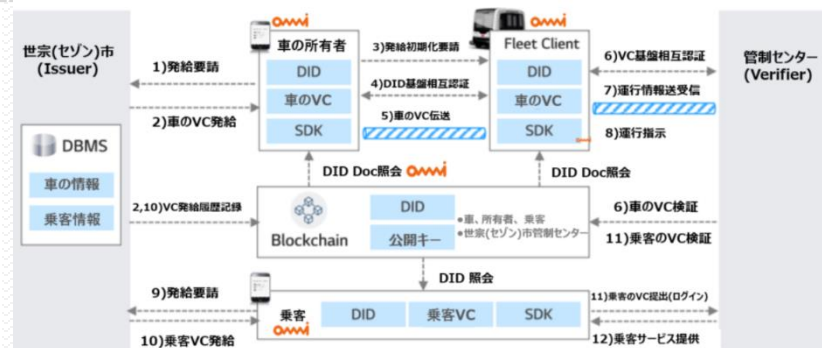 世宗(セゾン)市
(Issuer)
DBMS
車の情報
乗客情報
1)発給要請
2)車のVC発給
2,10)VC発給履歴記録
9)発給要請
10)乗客VC発給
omni
車の所有者
DID
車のVC
SDK
3)発給初期化要請
4)DID基盤相互認証
5)車のVC伝送
omni
Fleet Client
DID
車のVC
SDK
6)VC基盤相互認証
7)運行情報送受信
8)運行指示
管制センター
(Verifier)
DID Doc照会
omni
DID Doc照会
Blockchain
DID
公開キー
●車、所有者、乗客
●世宗(セゾン)市管制センター
6)車のVC検証
11)乗客のVC検証
DID 照会
乗客
omni
DID
乗客VC
SDK
11)乗客のVC提出(ログイン)
12)乗客サービス提供